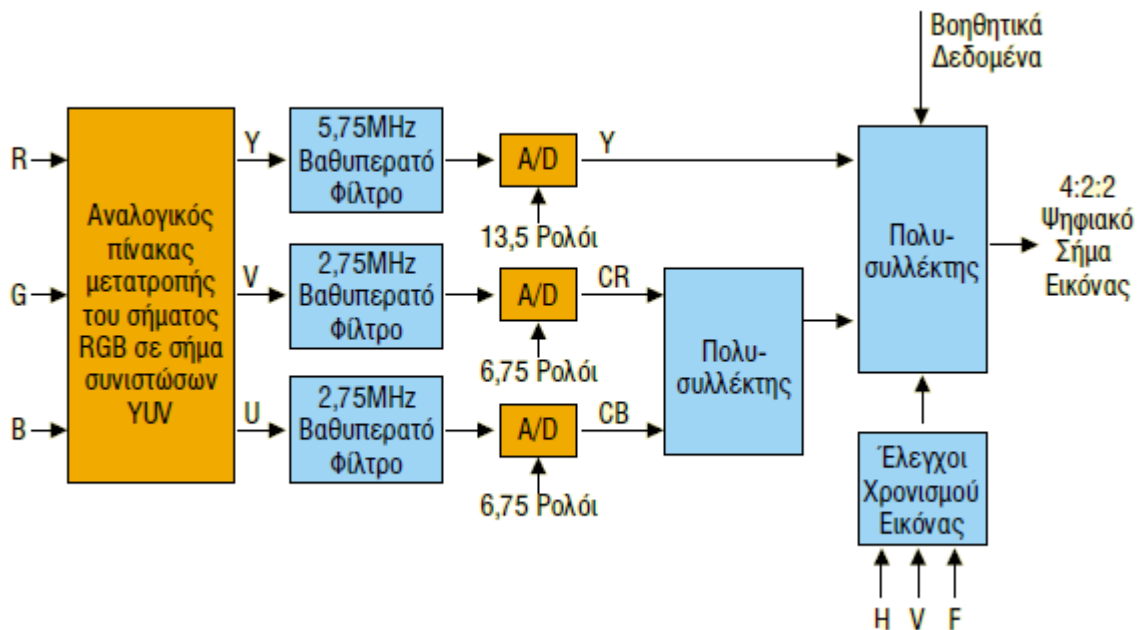 Βοηθητικά
Δεδομένα
R
G
B
Αναλογικός
πίνακας
μετατροπής
του σήματος
RGB σε σήμα
συνιστώσων
YUV
Y
5,75MHz
Βαθυπερατό
Φίλτρο
A/D
Y
13,5 Ρολόι
V
2,75MHz
Βαθυπερατό
Φίλτρο
A/D
CR
6,75 Ρολόι
U
2,75MHz
Βαθυπερατό
Φίλτρο
A/D
CB
6,75 Ρολόι
Πολυ-
συλλέκτης
Πολυ-
συλλέκτης
4:2:2
Ψηφιακό
Σήμα
Εικόνας
Έλεγχοι
Χρονισμού
Εικόνας
H V F